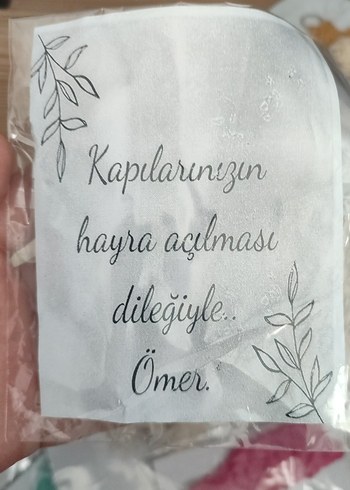 Kapılarınızın
hayra açılması
dileğiyle..
Ömer.